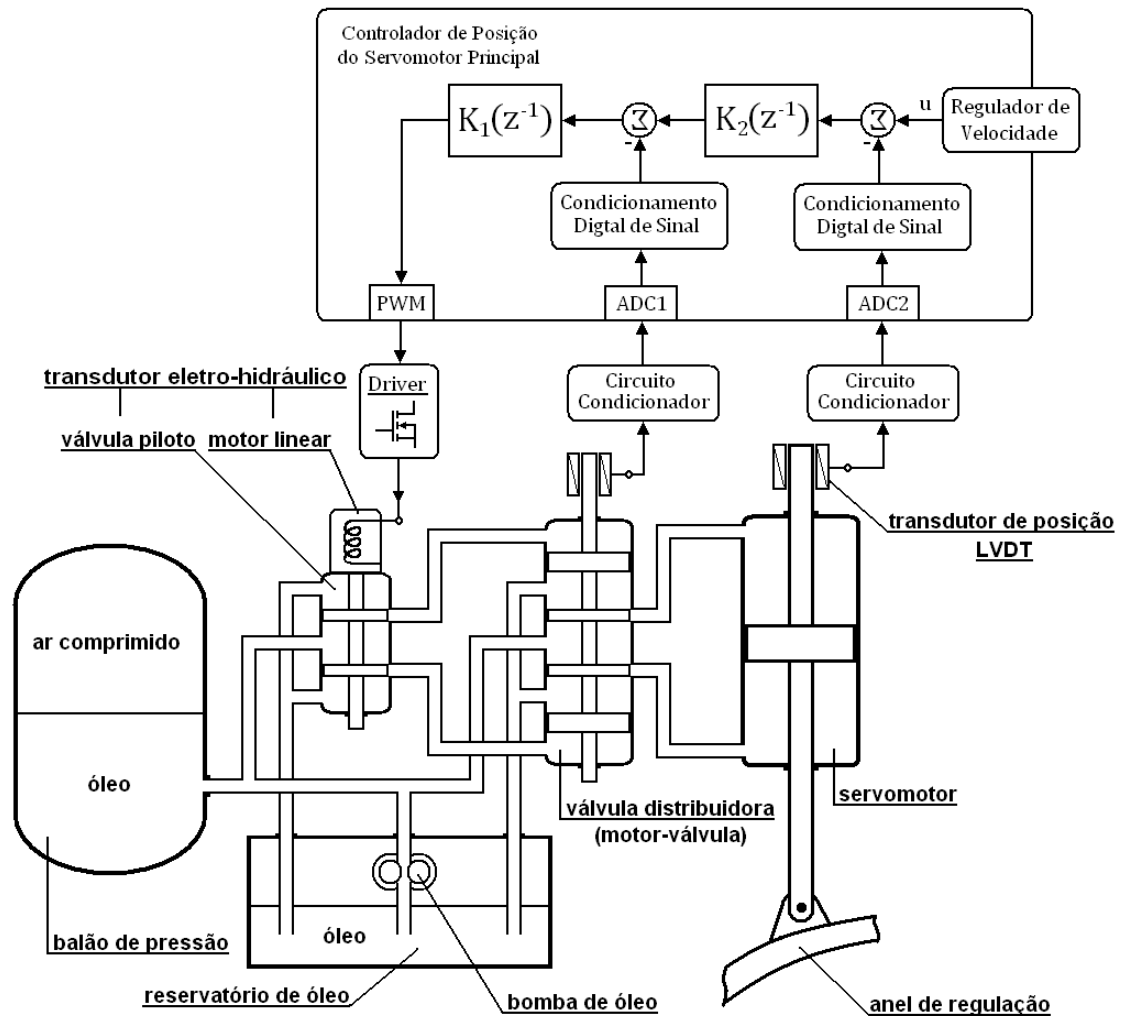 Controlador de Posição
do Servomotor Principal
K₁(z⁻¹)
Σ
-
K₂(z⁻¹)
Σ
-
u
Regulador de
Velocidade
Condicionamento
Digtal de Sinal
Condicionamento
Digtal de Sinal
PWM
ADC1
ADC2
transdutor eletro-hidráulico
válvula piloto
motor linear
Driver
Circuito
Condicionador
Circuito
Condicionador
transdutor de posição
LVDT
ar comprimido
óleo
válvula distribuidora
(motor-válvula)
servomotor
balão de pressão
óleo
reservatório de óleo
bomba de óleo
anel de regulação